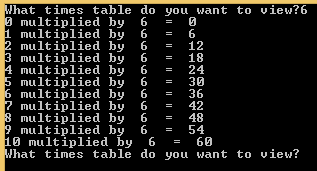 What times table do you want to view?6
0 multiplied by  6  =  0
1 multiplied by  6  =  6
2 multiplied by  6  =  12
3 multiplied by  6  =  18
4 multiplied by  6  =  24
5 multiplied by  6  =  30
6 multiplied by  6  =  36
7 multiplied by  6  =  42
8 multiplied by  6  =  48
9 multiplied by  6  =  54
10 multiplied by  6  =  60
What times table do you want to view?